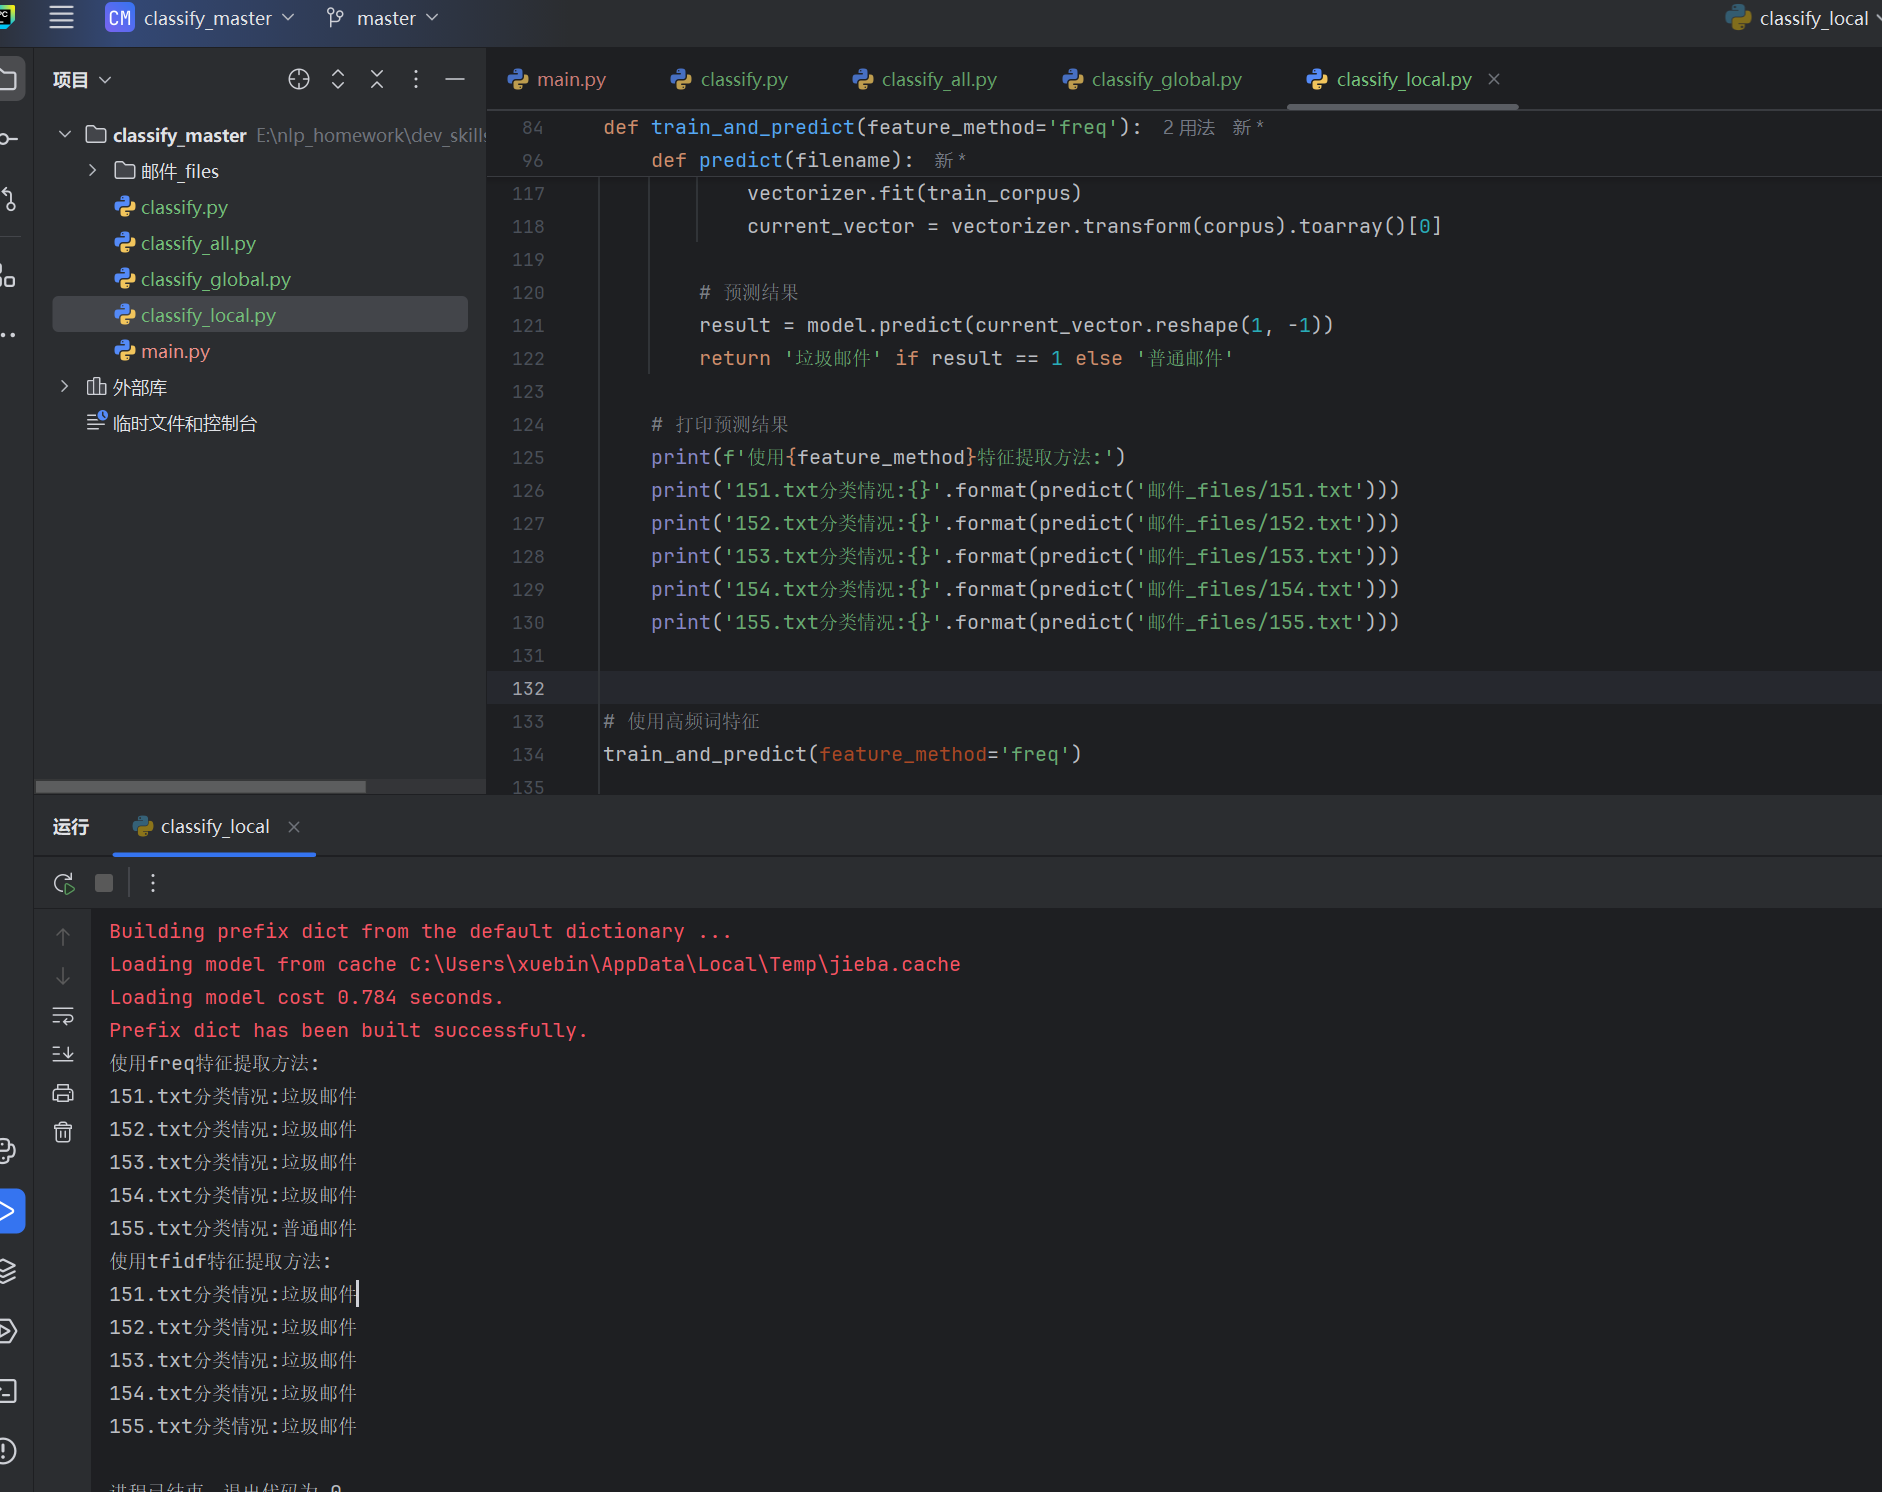 CM classify_master master classify_local
项目
classify_master E:\nlp_homework\dev_skills
邮件_files
classify.py
classify_all.py
classify_global.py
classify_local.py
main.py
外部库
临时文件和控制台
main.py classify.py classify_all.py classify_global.py classify_local.py
84 def train_and_predict(feature_method='freq'): 2 用法 新 *
96 def predict(filename): 新 *
117 vectorizer.fit(train_corpus)
118 current_vector = vectorizer.transform(corpus).toarray()[0]
119
120 # 预测结果
121 result = model.predict(current_vector.reshape(1, -1))
122 return '垃圾邮件' if result == 1 else '普通邮件'
123
124 # 打印预测结果
125 print(f'使用{feature_method}特征提取方法:')
126 print('151.txt分类情况:{}'.format(predict('邮件_files/151.txt')))
127 print('152.txt分类情况:{}'.format(predict('邮件_files/152.txt')))
128 print('153.txt分类情况:{}'.format(predict('邮件_files/153.txt')))
129 print('154.txt分类情况:{}'.format(predict('邮件_files/154.txt')))
130 print('155.txt分类情况:{}'.format(predict('邮件_files/155.txt')))
131
132
133 # 使用高频词特征
134 train_and_predict(feature_method='freq')
135
运行 classify_local
Building prefix dict from the default dictionary ...
Loading model from cache C:\Users\xuebin\AppData\Local\Temp\jieba.cache
Loading model cost 0.784 seconds.
Prefix dict has been built successfully.
使用freq特征提取方法:
151.txt分类情况:垃圾邮件
152.txt分类情况:垃圾邮件
153.txt分类情况:垃圾邮件
154.txt分类情况:垃圾邮件
155.txt分类情况:普通邮件
使用tfidf特征提取方法:
151.txt分类情况:垃圾邮件
152.txt分类情况:垃圾邮件
153.txt分类情况:垃圾邮件
154.txt分类情况:垃圾邮件
155.txt分类情况:垃圾邮件
进程已结束，退出代码为 0